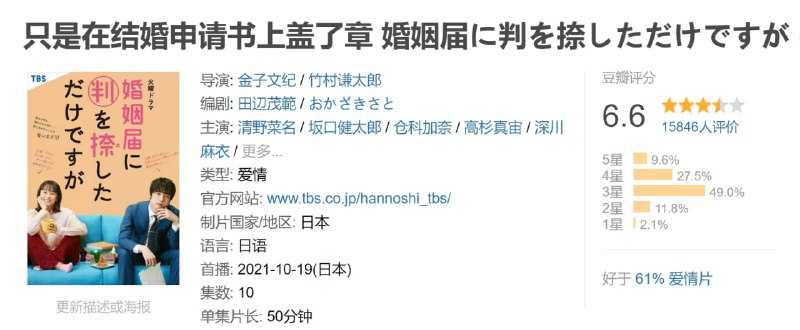 只是在结婚申请书上盖了章 婚姻届に判を捺しただけですが
TBS
火曜ドラマ
婚姻届に
判を捺した
だけですが
更新描述或海报
导演: 金子文纪 / 竹村谦太郎
编剧: 田辺茂範 / おかざきさと
主演: 清野菜名 / 坂口健太郎 / 仓科加奈 / 高杉真宙 / 深川
麻衣 / 更多...
类型: 爱情
官方网站: www.tbs.co.jp/hannoshi_tbs/
制片国家/地区: 日本
语言: 日语
首播: 2021-10-19(日本)
集数: 10
单集片长: 50分钟
豆瓣评分
6.6
15846人评价
5星 9.6%
4星 27.5%
3星 49.0%
2星 11.8%
1星 2.1%
好于 61% 爱情片